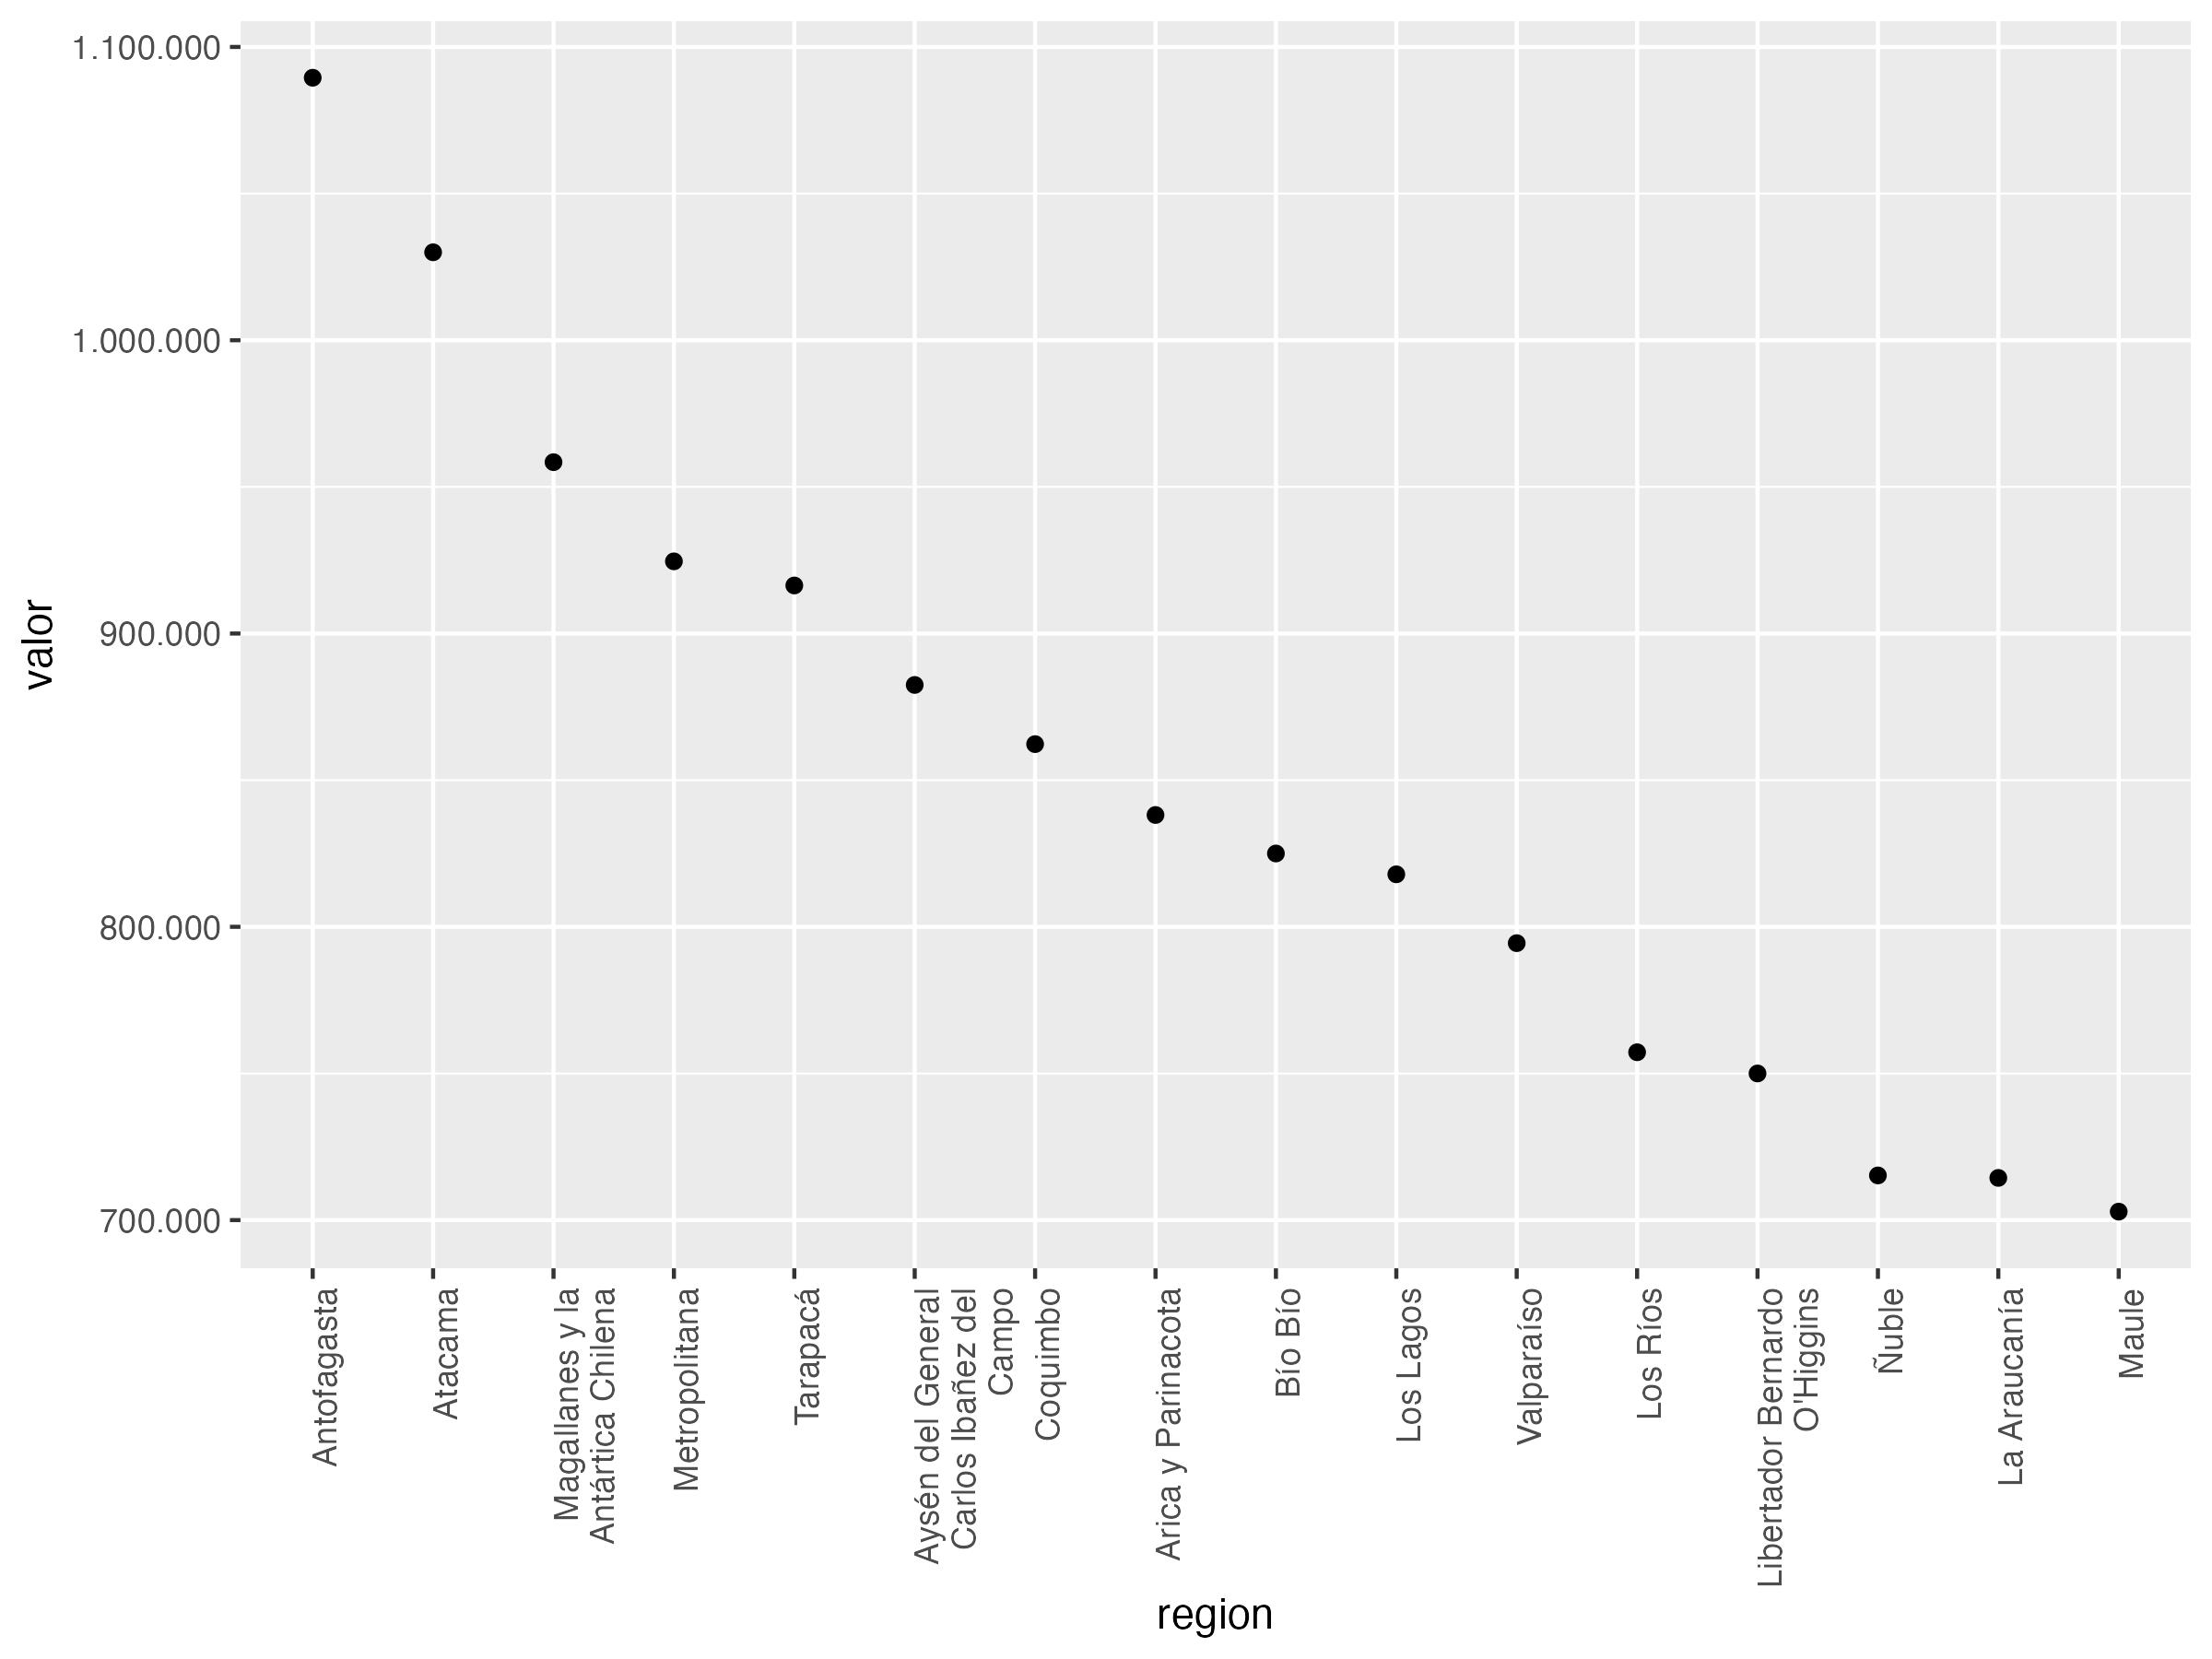 1.100.000
1.000.000
900.000
800.000
700.000
valor
Antofagasta
Atacama
Magallanes y la
Antártica Chilena
Metropolitana
Tarapacá
Aysén del General
Carlos Ibañez del
Campo
Coquimbo
Arica y Parinacota
Bío Bío
Los Lagos
Valparaíso
Los Ríos
Libertador Bernardo
O'Higgins
Ñuble
La Araucanía
Maule
region